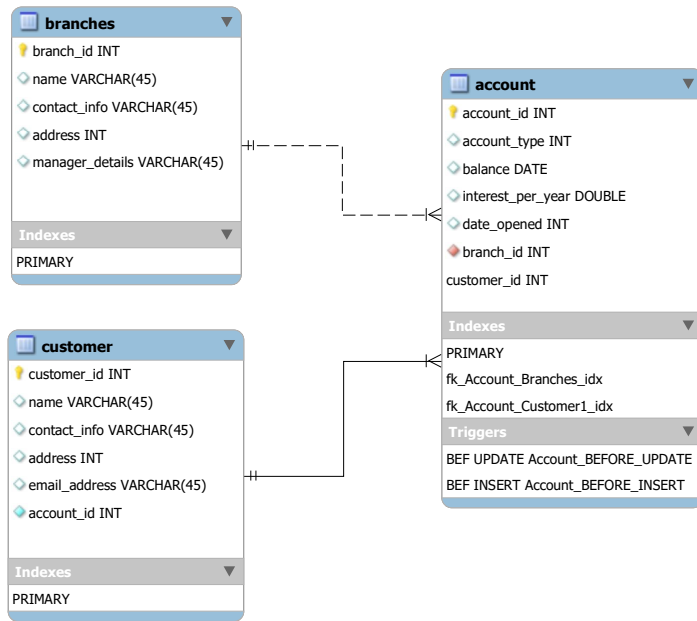 branches
branch_id INT
name VARCHAR(45)
contact_info VARCHAR(45)
address INT
manager_details VARCHAR(45)
Indexes
PRIMARY
customer
customer_id INT
name VARCHAR(45)
contact_info VARCHAR(45)
address INT
email_address VARCHAR(45)
account_id INT
Indexes
PRIMARY
account
account_id INT
account_type INT
balance DATE
interest_per_year DOUBLE
date_opened INT
branch_id INT
customer_id INT
Indexes
PRIMARY
fk_Account_Branches_idx
fk_Account_Customer1_idx
Triggers
BEF UPDATE Account_BEFORE_UPDATE
BEF INSERT Account_BEFORE_INSERT